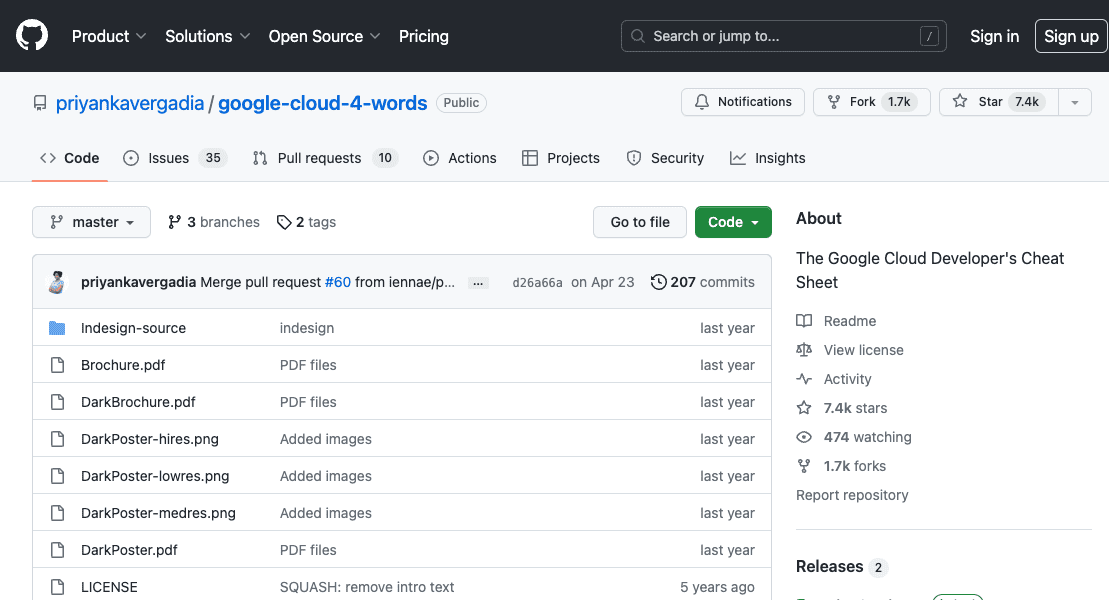 Product Solutions Open Source Pricing Search or jump to... / Sign in Sign up
priyankavergadia / google-cloud-4-words Public Notifications Fork 1.7k Star 7.4k
Code Issues 35 Pull requests 10 Actions Projects Security Insights
master 3 branches 2 tags Go to file Code
priyankavergadia Merge pull request #60 from iennae/p... ... d26a66a on Apr 23 207 commits
Indesign-source indesign last year
Brochure.pdf PDF files last year
DarkBrochure.pdf PDF files last year
DarkPoster-hires.png Added images last year
DarkPoster-lowres.png Added images last year
DarkPoster-medres.png Added images last year
DarkPoster.pdf PDF files last year
LICENSE SQUASH: remove intro text 5 years ago
About
The Google Cloud Developer's Cheat
Sheet
Readme
View license
Activity
7.4k stars
474 watching
1.7k forks
Report repository
Releases 2